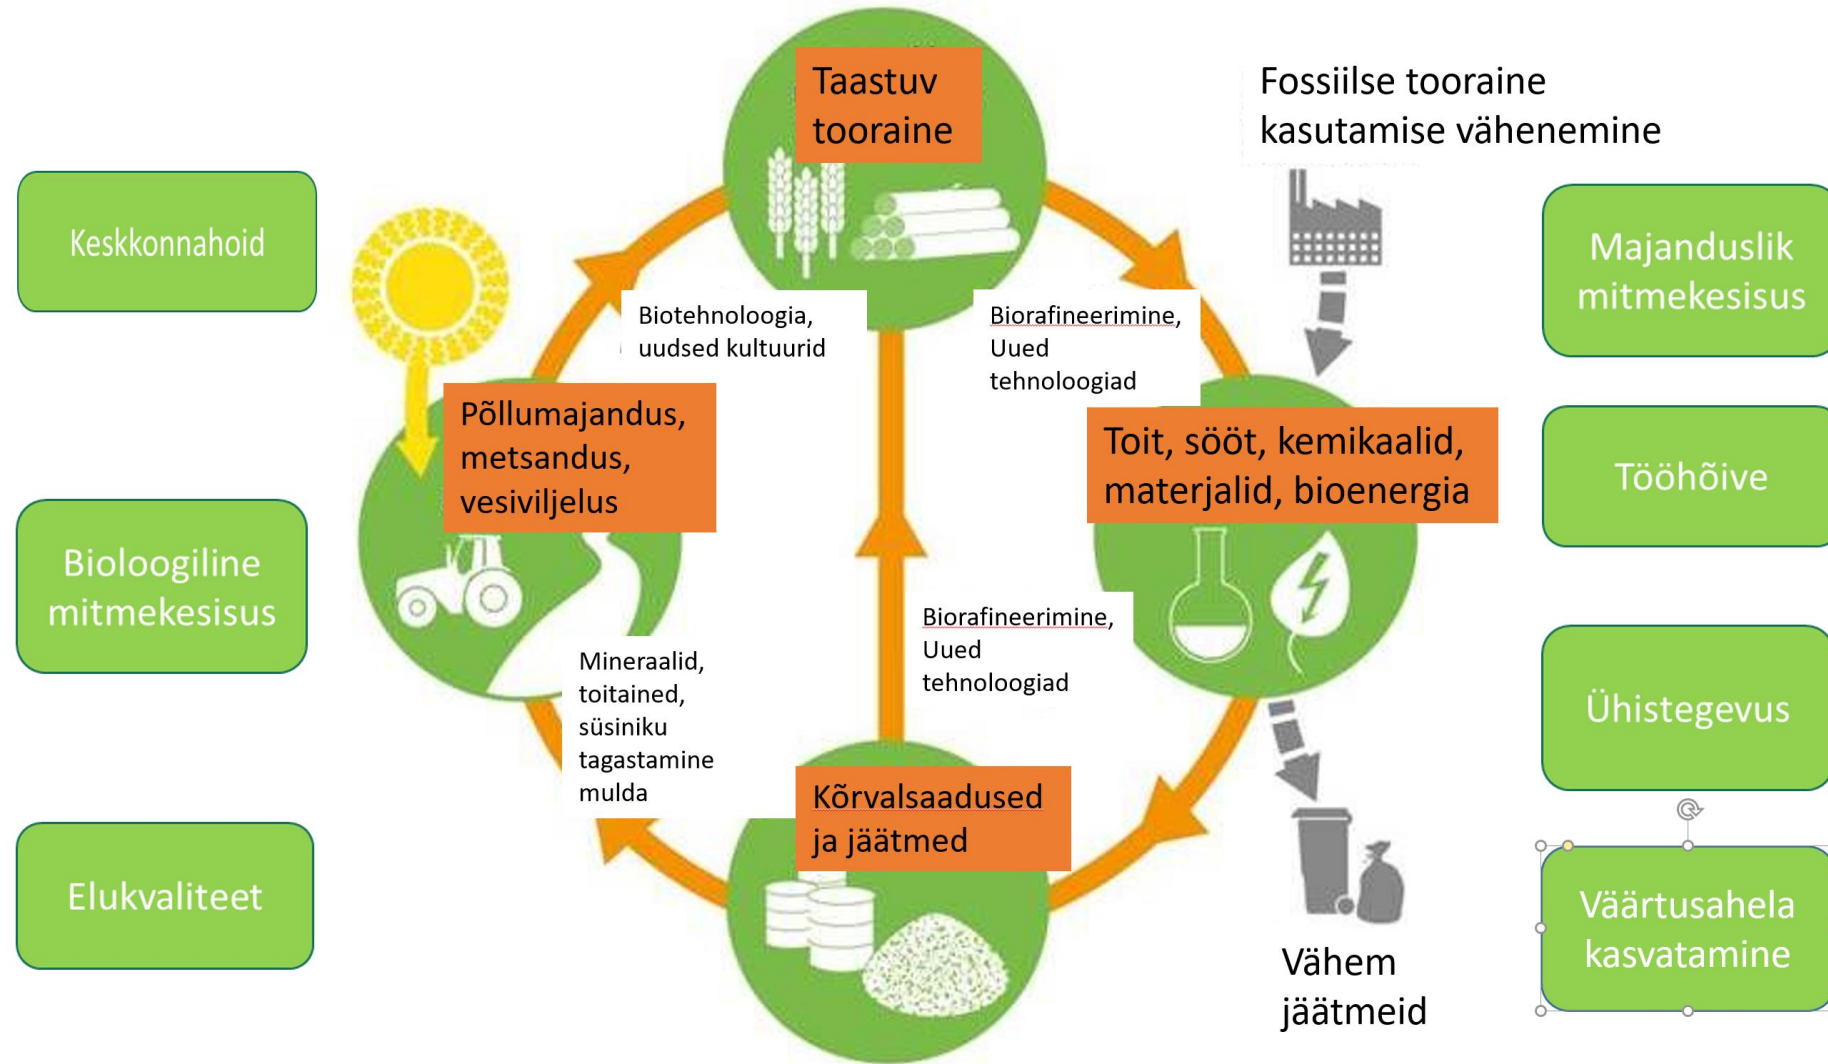 Taastuv
tooraine
Fossiilse tooraine
kasutamise vähenemine
Keskkonnahoid
Majanduslik
mitmekesisus
Biotehnoloogia,
uudsed kultuurid
Biorafineerimine,
Uued
tehnoloogiad
Põllumajandus,
metsandus,
vesiviljelus
Toit, sööt, kemikaalid,
materjalid, bioenergia
Tööhõive
Bioloogiline
mitmekesisus
Biorafineerimine,
Uued
tehnoloogiad
Mineraalid,
toitained,
süsiniku
tagastamine
mulda
Ühistegevus
Kõrvalsaadused
ja jäätmed
Elukvaliteet
Vähem
jäätmeid
Väärtusahela
kasvatamine